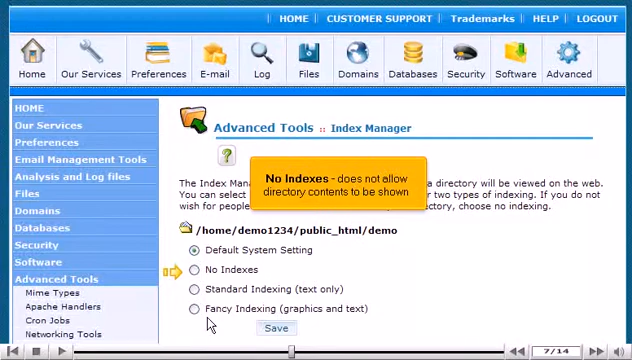 HOME CUSTOMER SUPPORT Trademarks HELP LOGOUT
Home Our Services Preferences E-mail Log Files Domains Databases Security Software Advanced
HOME
Our Services
Preferences
Email Management Tools
Analysis and Log files
Files
Domains
Databases
Security
Software
Advanced Tools
Mime Types
Apache Handlers
Cron Jobs
Networking Tools
Advanced Tools :: Index Manager
?
No Indexes - does not allow
directory contents to be shown
The Index Man a directory will be viewed on the web.
You can select or two types of indexing. If you do not
wish for people ectory, choose no indexing.
/home/demo1234/public_html/demo
Default System Setting
No Indexes
Standard Indexing (text only)
Fancy Indexing (graphics and text)
Save
7/14